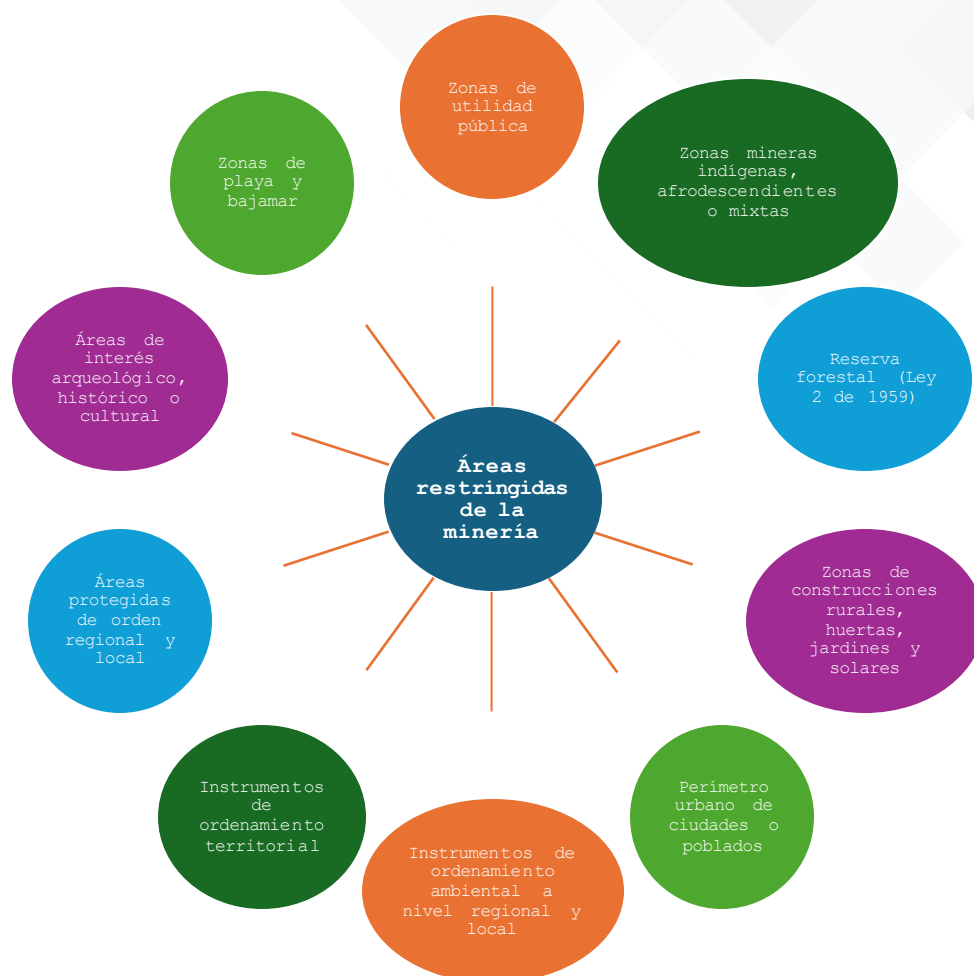 Zonas de
utilidad
pública
Zonas mineras
indígenas,
afrodescendientes
o mixtas
Reserva
forestal (Ley
2 de 1959)
Zonas de
construcciones
rurales,
huertas,
jardines y
solares
Perímetro
urbano de
ciudades o
poblados
Instrumentos de
ordenamiento
ambiental a
nivel regional y
local
Instrumentos
de
ordenamiento
territorial
Áreas
protegidas
de orden
regional y
local
Áreas de
interés
arqueológico,
histórico o
cultural
Zonas de
playa y
bajamar
Áreas
restringidas
de la
minería